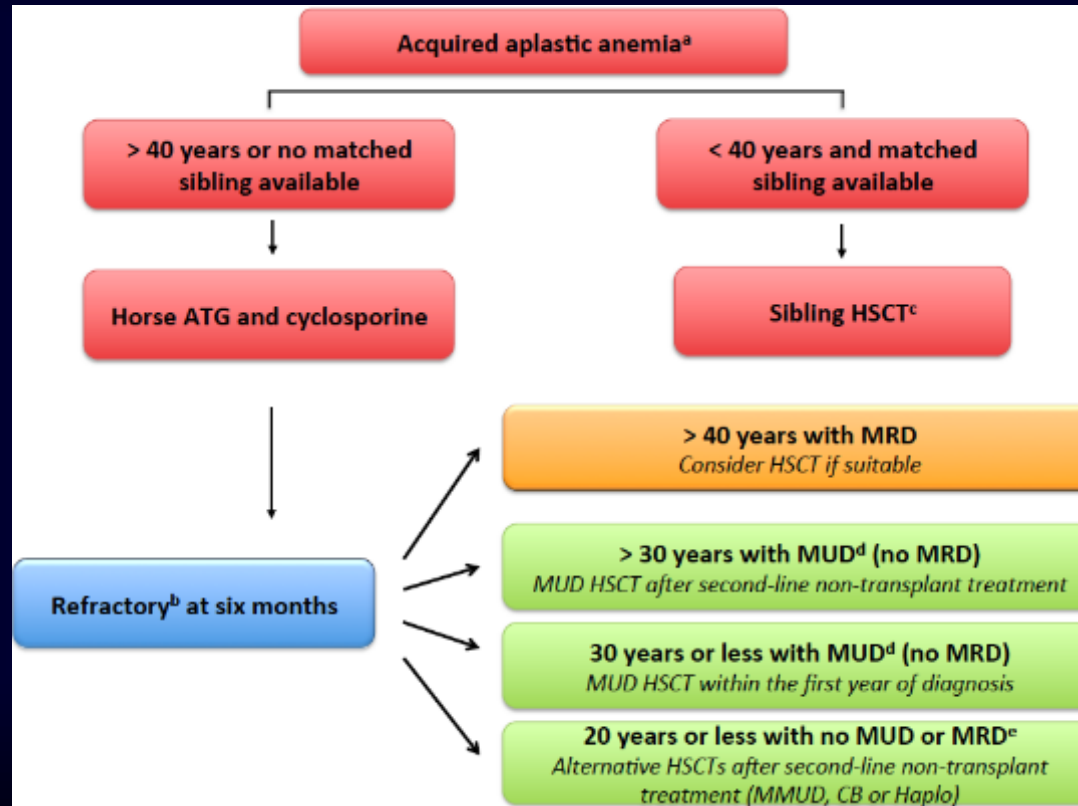 Acquired aplastic anemiaᵃ
> 40 years or no matched
sibling available
< 40 years and matched
sibling available
Horse ATG and cyclosporine
Sibling HSCTᶜ
> 40 years with MRD
Consider HSCT if suitable
> 30 years with MUDᵈ (no MRD)
MUD HSCT after second-line non-transplant treatment
Refractoryᵇ at six months
30 years or less with MUDᵈ (no MRD)
MUD HSCT within the first year of diagnosis
20 years or less with no MUD or MRDᵉ
Alternative HSCTs after second-line non-transplant
treatment (MMUD, CB or Haplo)